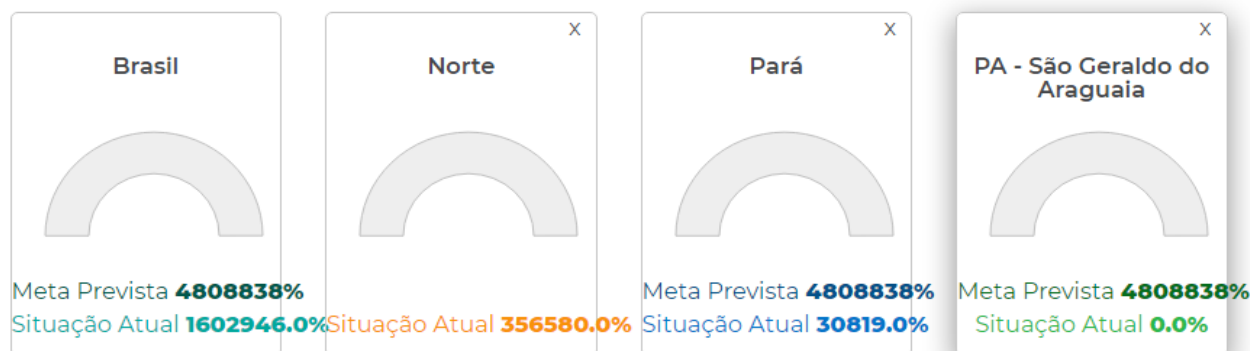 Brasil
Meta Prevista 4808838%
Situação Atual 1602946.0%
X
Norte
Situação Atual 356580.0%
X
Pará
Meta Prevista 4808838%
Situação Atual 30819.0%
X
PA - São Geraldo do
Araguaia
Meta Prevista 4808838%
Situação Atual 0.0%